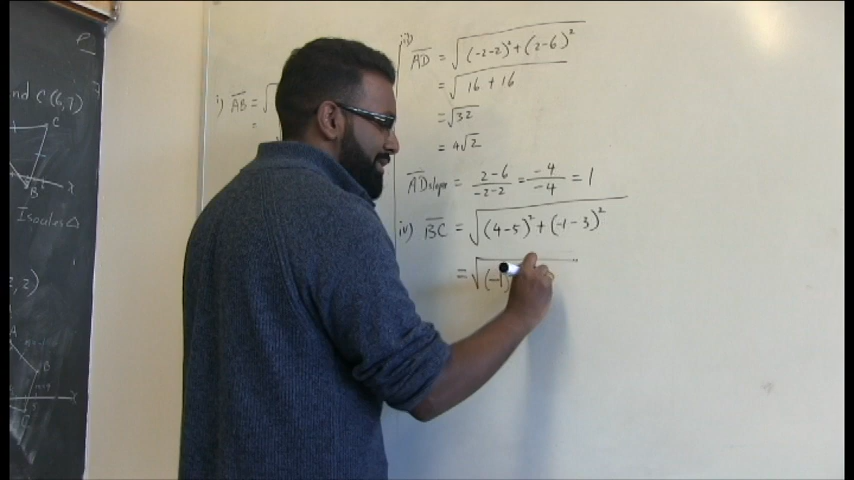 nd C (6,7)
C
B
X
Isosceles △
A
B
X
i) AB = √
=
iii)
AD = √(-2-2)² + (2-6)²
= √16 + 16
= √32
= 4√2
AD slope = 2-6/-2-2 = -4/-4 = 1
iv) BC = √(4-5)² + (-1-3)²
= √(-1)